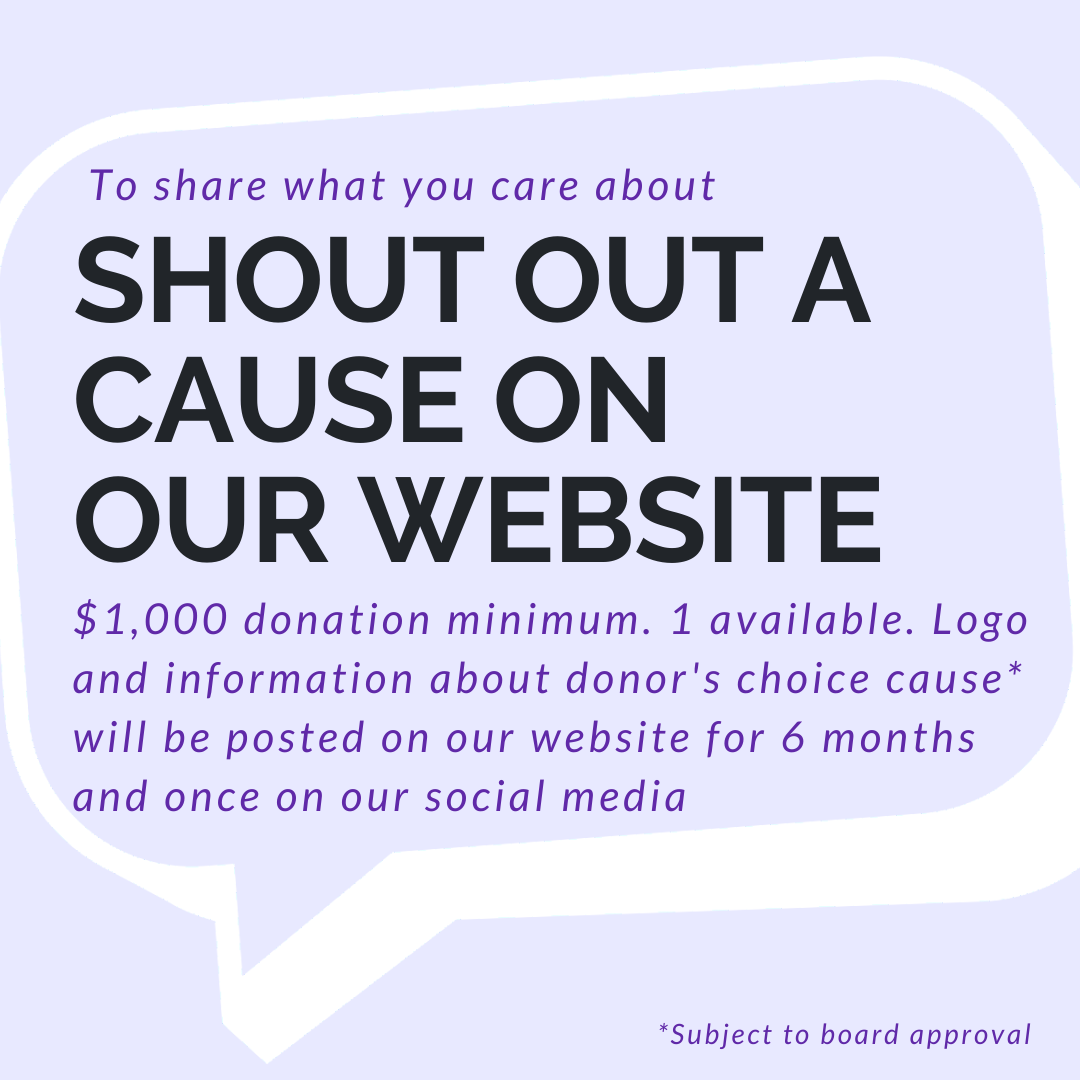 To share what you care about
SHOUT OUT A
CAUSE ON
OUR WEBSITE
$1,000 donation minimum. 1 available. Logo
and information about donor's choice cause*
will be posted on our website for 6 months
and once on our social media
*Subject to board approval